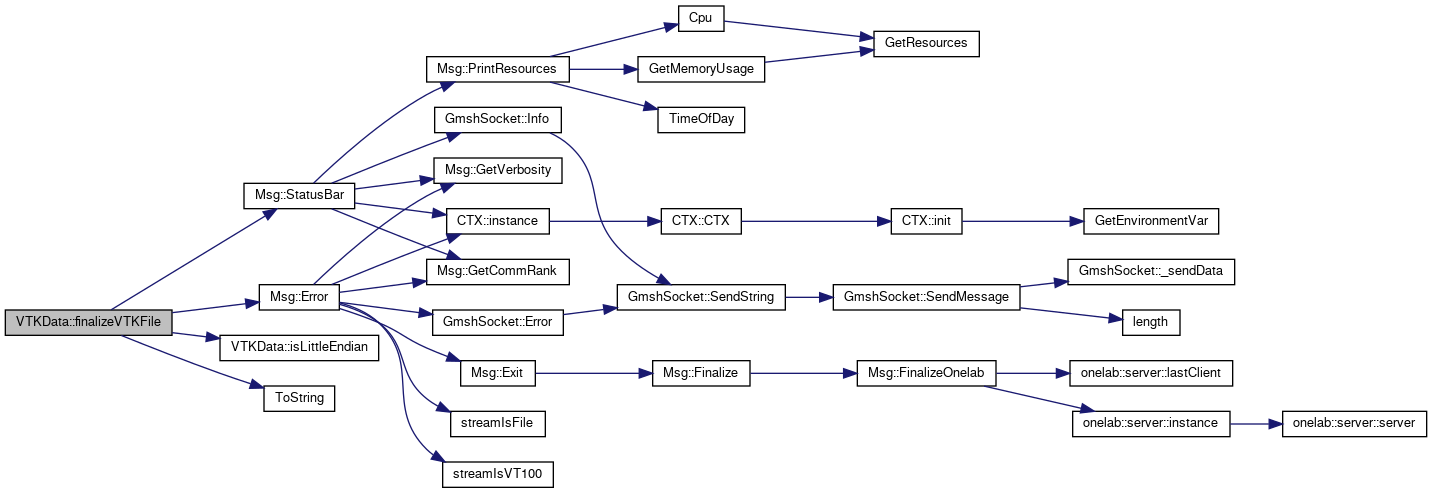 Cpu
GetResources
Msg::PrintResources
GetMemoryUsage
TimeOfDay
GmshSocket::Info
Msg::GetVerbosity
Msg::StatusBar
CTX::instance
CTX::CTX
CTX::init
GetEnvironmentVar
Msg::GetCommRank
GmshSocket::_sendData
Msg::Error
GmshSocket::SendString
GmshSocket::SendMessage
VTKData::finalizeVTKFile
GmshSocket::Error
length
VTKData::isLittleEndian
Msg::Exit
Msg::Finalize
Msg::FinalizeOnelab
onelab::server::lastClient
ToString
streamIsFile
onelab::server::instance
onelab::server::server
streamIsVT100